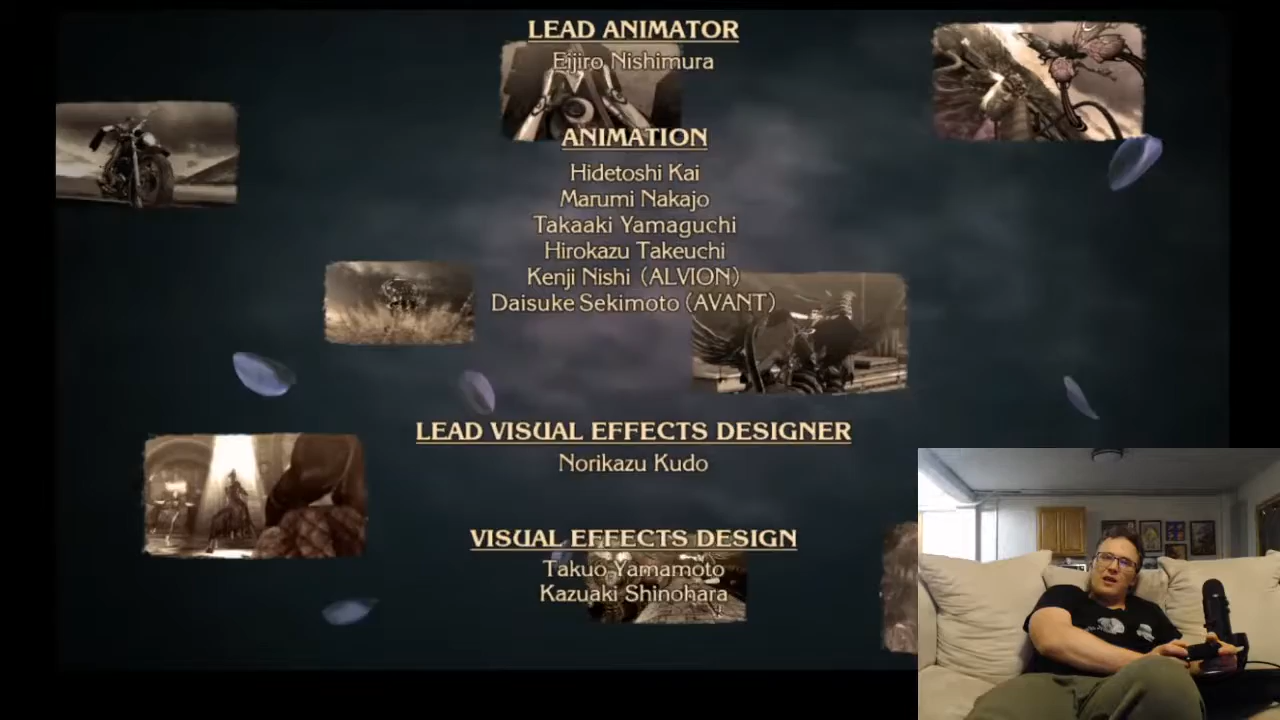 LEAD ANIMATOR
Eijiro Nishimura
ANIMATION
Hidetoshi Kai
Marumi Nakajo
Takaaki Yamaguchi
Hirokazu Takeuchi
Kenji Nishi (ALVION)
Daisuke Sekimoto (AVANT)
LEAD VISUAL EFFECTS DESIGNER
Norikazu Kudo
VISUAL EFFECTS DESIGN
Takuo Yamamoto
Kazuaki Shinohara